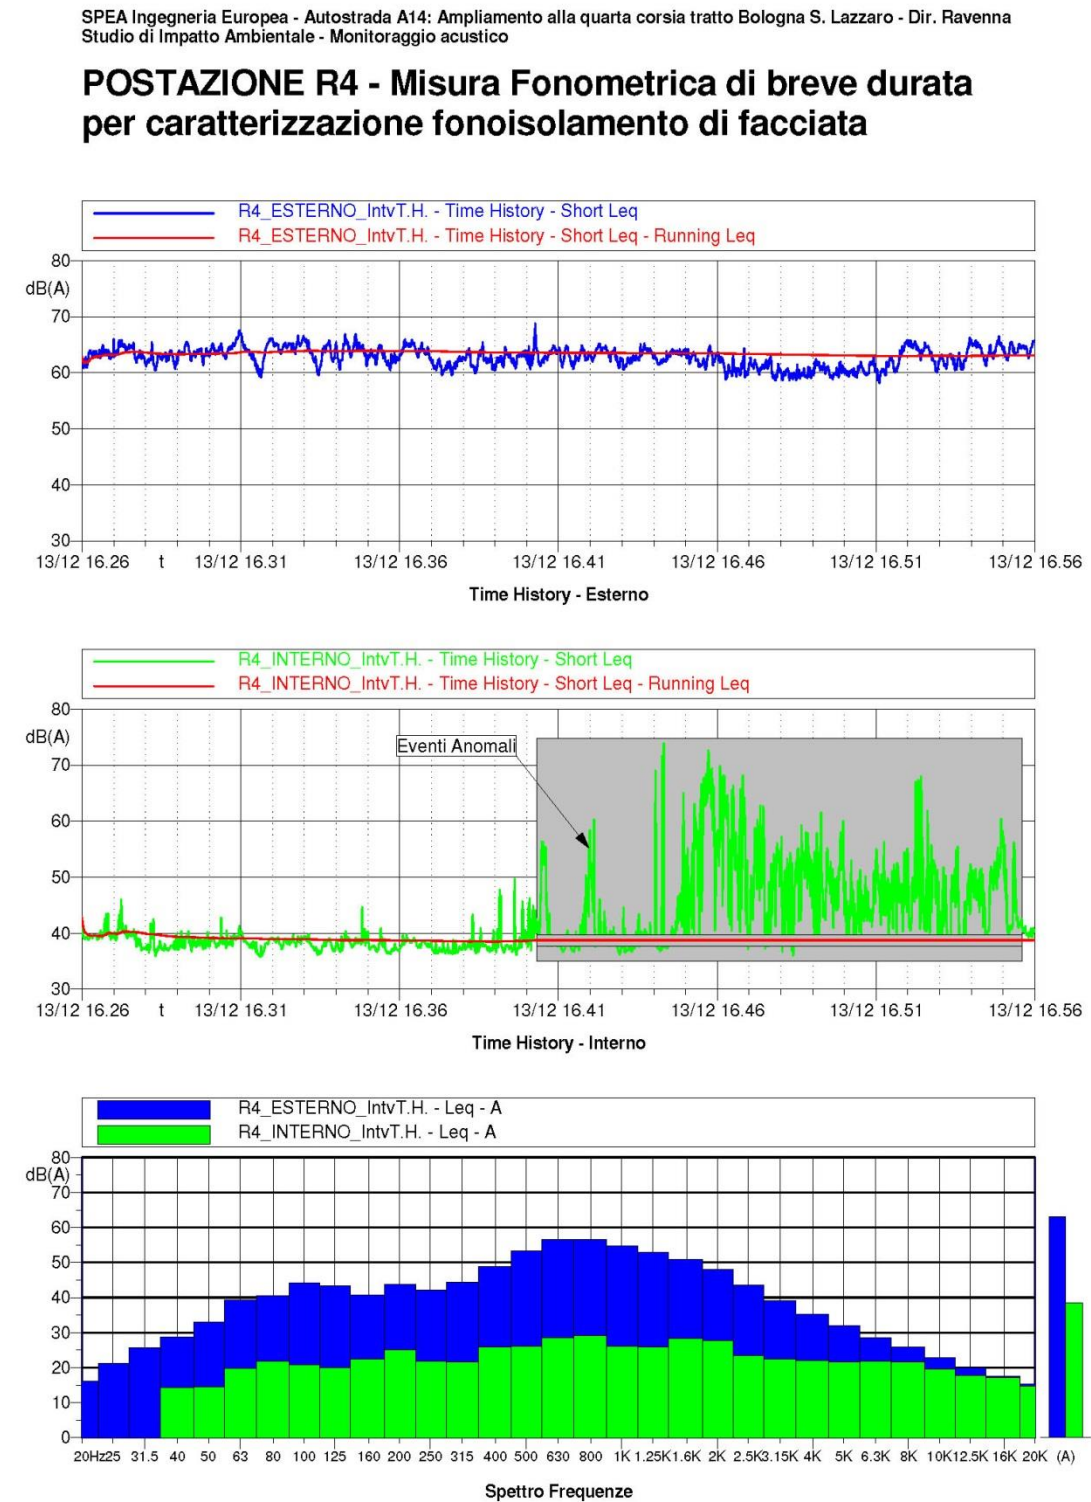 SPEA Ingegneria Europea - Autostrada A14: Ampliamento alla quarta corsia tratto Bologna S. Lazzaro - Dir. Ravenna
Studio di Impatto Ambientale - Monitoraggio acustico
POSTAZIONE R4 - Misura Fonometrica di breve durata
per caratterizzazione fonoisolamento di facciata
R4_ESTERNO_IntvT.H. - Time History - Short Leq
R4_ESTERNO_IntvT.H. - Time History - Short Leq - Running Leq
80
dB(A)
70
60
50
40
30
13/12 16.26 t 13/12 16.31 13/12 16.36 13/12 16.41 13/12 16.46 13/12 16.51 13/12 16.56
Time History - Esterno
R4_INTERNO_IntvT.H. - Time History - Short Leq
R4_INTERNO_IntvT.H. - Time History - Short Leq - Running Leq
80
dB(A)
Eventi Anomali
70
60
50
40
30
13/12 16.26 t 13/12 16.31 13/12 16.36 13/12 16.41 13/12 16.46 13/12 16.51 13/12 16.56
Time History - Interno
R4_ESTERNO_IntvT.H. - Leq - A
R4_INTERNO_IntvT.H. - Leq - A
80
dB(A)
70
60
50
40
30
20
10
0
20Hz 25 31.5 40 50 63 80 100 125 160 200 250 315 400 500 630 800 1K 1.25K 1.6K 2K 2.5K 3.15K 4K 5K 6.3K 8K 10K 12.5K 16K 20K (A)
Spettro Frequenze